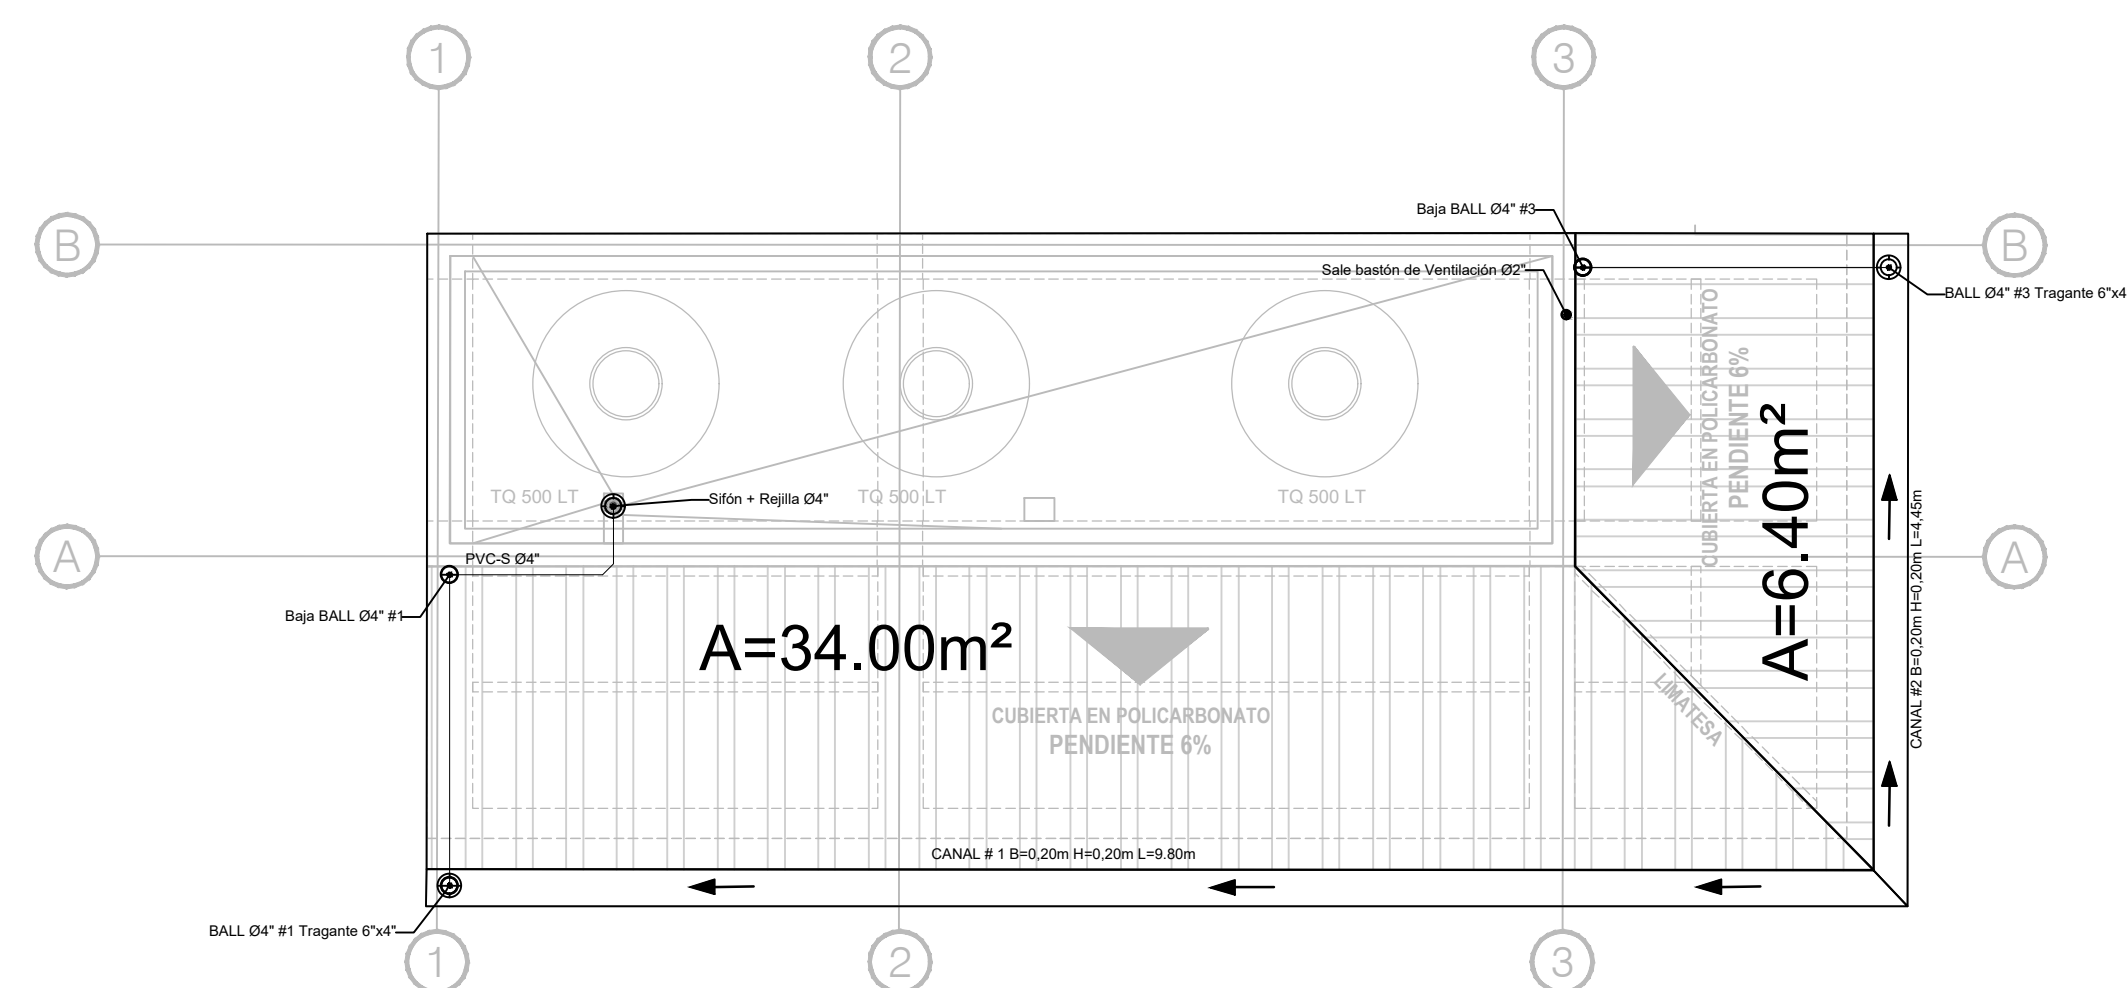 1
2
3
Baja BALL Ø4" #3
B
B
Sale bastón de Ventilación Ø2"
BALL Ø4" #3 Tragante 6"x4
CUBIERTA EN POLICARBONATO
PENDIENTE 6%
A=6.40m²
TQ 500 LT
Sifón + Rejilla Ø4"
TQ 500 LT
TQ 500 LT
CANAL #2 B=0,20m H=0,20m L=4,45m
A
PVC-S Ø4"
A
Baja BALL Ø4" #1
A=34.00m²
LIMATESA
CUBIERTA EN POLICARBONATO
PENDIENTE 6%
CANAL # 1 B=0,20m H=0,20m L=9.80m
BALL Ø4" #1 Tragante 6"x4"
1
2
3